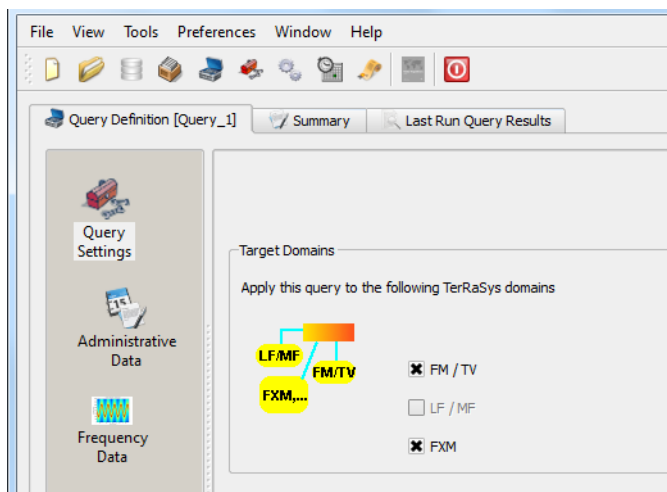 File View Tools Preferences Window Help
Query Definition [Query_1] Summary Last Run Query Results
Query
Settings
Target Domains
Apply this query to the following TerRaSys domains
Administrative
Data
LF/MF
FM/TV
FXM,...
FM / TV
LF / MF
FXM
Frequency
Data